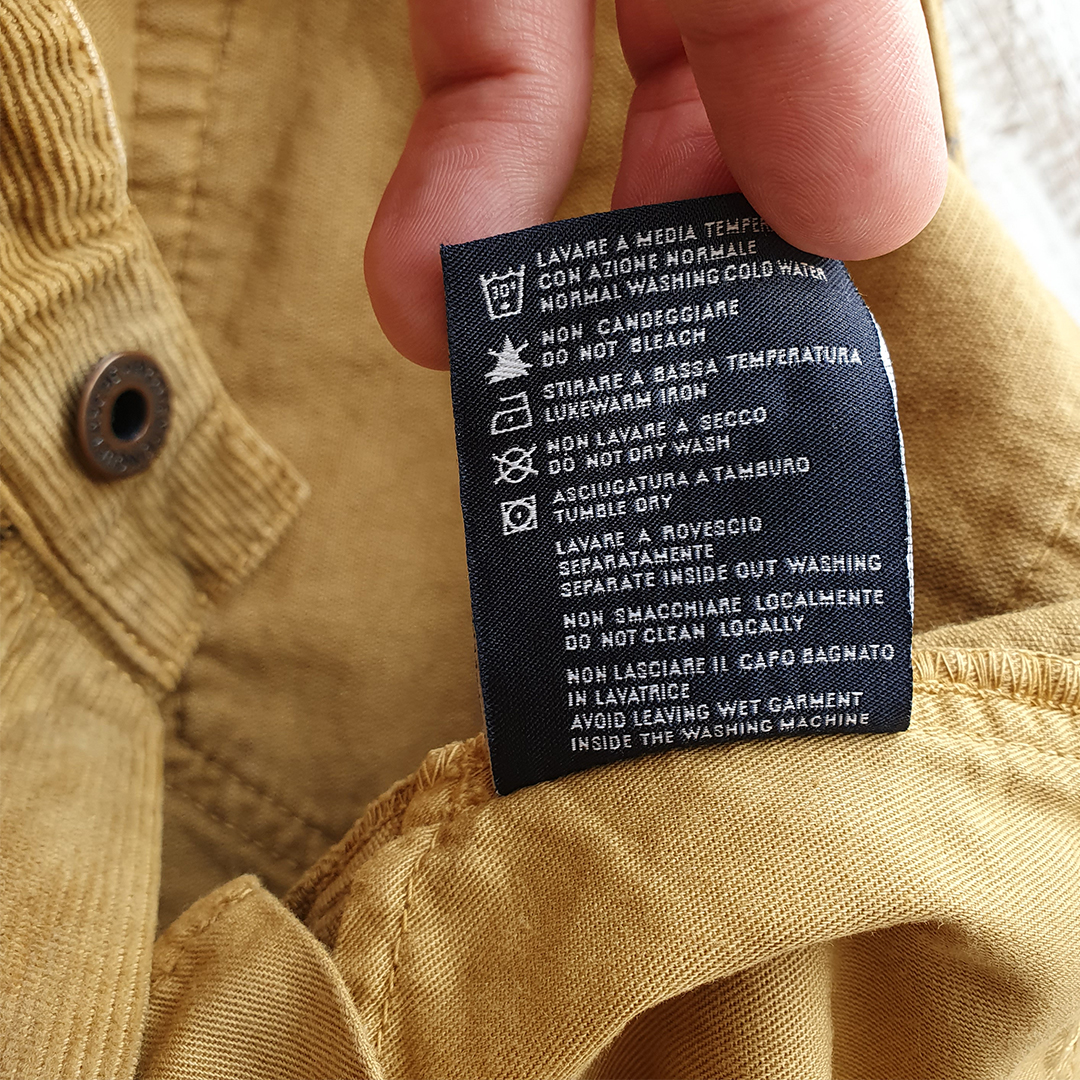 LAVARE A MEDIA
CON AZIONE NORMALE
NORMAL WASHING COLD WATER
30°
NON CANDEGGIARE
DO NOT BLEACH
STIRARE A BASSA TEMPERATURA
LUKEWARM IRON
NON LAVARE A SECCO
DO NOT DRY WASH
ASCIUGATURA A TAMBURO
TUMBLE DRY
LAVARE A ROVESCIO
SEPARATAMENTE
SEPARATE INSIDE OUT WASHING
NON SMACCHIARE LOCALMENTE
DO NOT CLEAN LOCALLY
NON LASCIARE IL CAPO BAGNATO
IN LAVATRICE
AVOID LEAVING WET GARMENT
INSIDE THE WASHING MACHINE